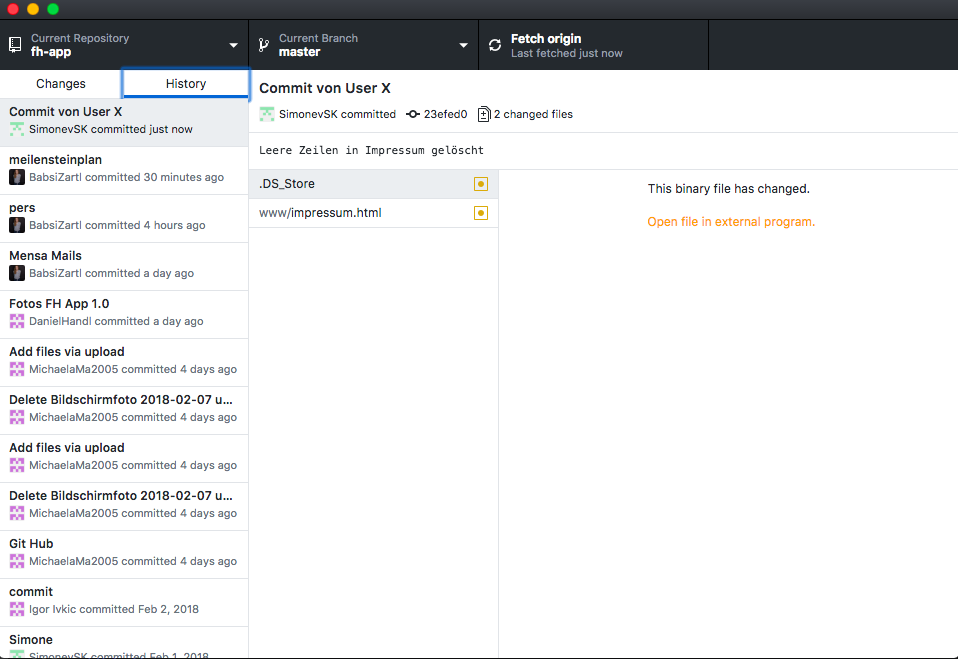 Current Repository
fh-app
Current Branch
master
Fetch origin
Last fetched just now
Changes
History
Commit von User X
SimonevSK committed just now
meilensteinplan
BabsiZartl committed 30 minutes ago
pers
BabsiZartl committed 4 hours ago
Mensa Mails
BabsiZartl committed a day ago
Fotos FH App 1.0
DanielHandl committed a day ago
Add files via upload
MichaelaMa2005 committed 4 days ago
Delete Bildschirmfoto 2018-02-07 u...
MichaelaMa2005 committed 4 days ago
Add files via upload
MichaelaMa2005 committed 4 days ago
Delete Bildschirmfoto 2018-02-07 u...
MichaelaMa2005 committed 4 days ago
Git Hub
MichaelaMa2005 committed 4 days ago
commit
Igor Ivkic committed Feb 2, 2018
Simone
SimonevSK committed Feb 1, 2018
Commit von User X
SimonevSK committed 23efed0 2 changed files
Leere Zeilen in Impressum gelöscht
.DS_Store
www/impressum.html
This binary file has changed.
Open file in external program.